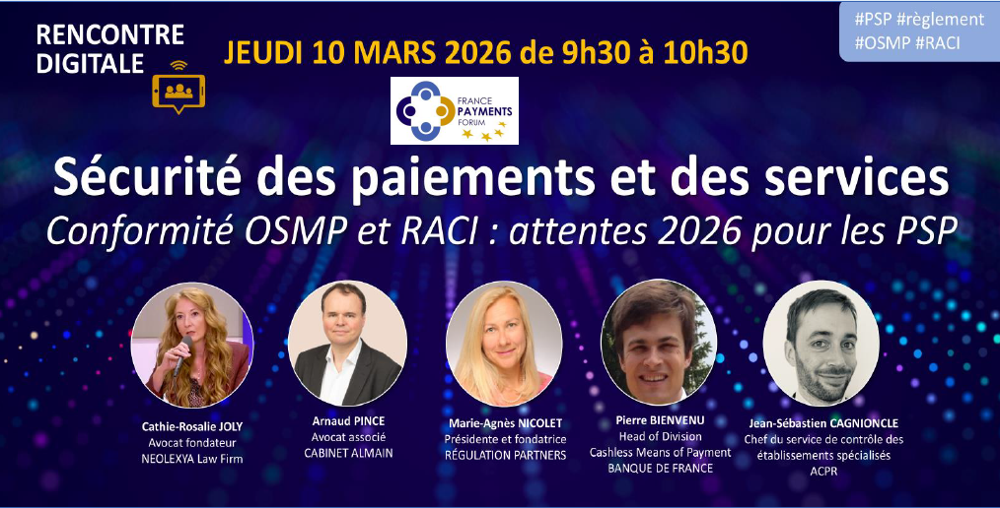 RENCONTRE
DIGITALE
JEUDI 10 MARS 2026 de 9h30 à 10h30
#PSP #règlement
#OSMP #RACI
FRANCE
PAYMENTS
FORUM
Sécurité des paiements et des services
Conformité OSMP et RACI : attentes 2026 pour les PSP
Cathie-Rosalie JOLY
Avocat fondateur
NEOLEXYA Law Firm
Arnaud PINCE
Avocat associé
CABINET ALMAIN
Marie-Agnès NICOLET
Présidente et fondatrice
RÉGULATION PARTNERS
Pierre BIENVENU
Head of Division
Cashless Means of Payment
BANQUE DE FRANCE
Jean-Sébastien CAGNIONCLE
Chef du service de contrôle des
établissements spécialisés
ACPR